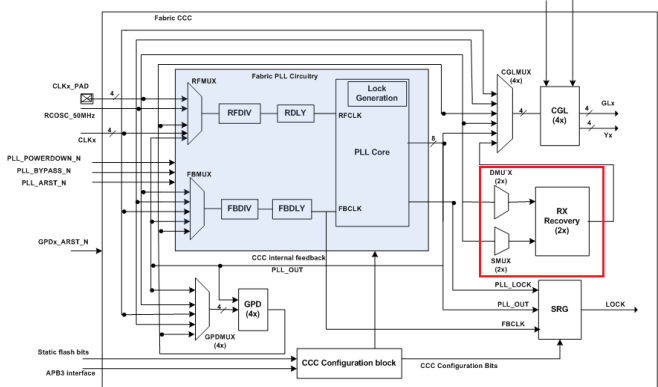 Fabric CCC
Fabric PLL Circuitry
CGLMUX
(4x)
CLKx_PAD
4
RCOSC_50MHz
CLKx
4
RFMUX
RFDIV
RDLY
Lock
Generation
RFCLK
PLL Core
8
4
CGL
(4x)
4
GLx
4
Yx
PLL_POWERDOWN_N
PLL_BYPASS_N
PLL_ARST_N
FBMUX
FBDIV
FBDLY
FBCLK
DMUX
(2x)
RX
Recovery
(2x)
SMUX
(2x)
GPDx_ARST_N
CCC internal feedback
PLL_OUT
GPDMUX
(4x)
4
GPD
(4x)
PLL_LOCK
PLL_OUT
FBCLK
SRG
LOCK
Static flash bits
APB3 interface
CCC Configuration block
CCC Configuration Bits